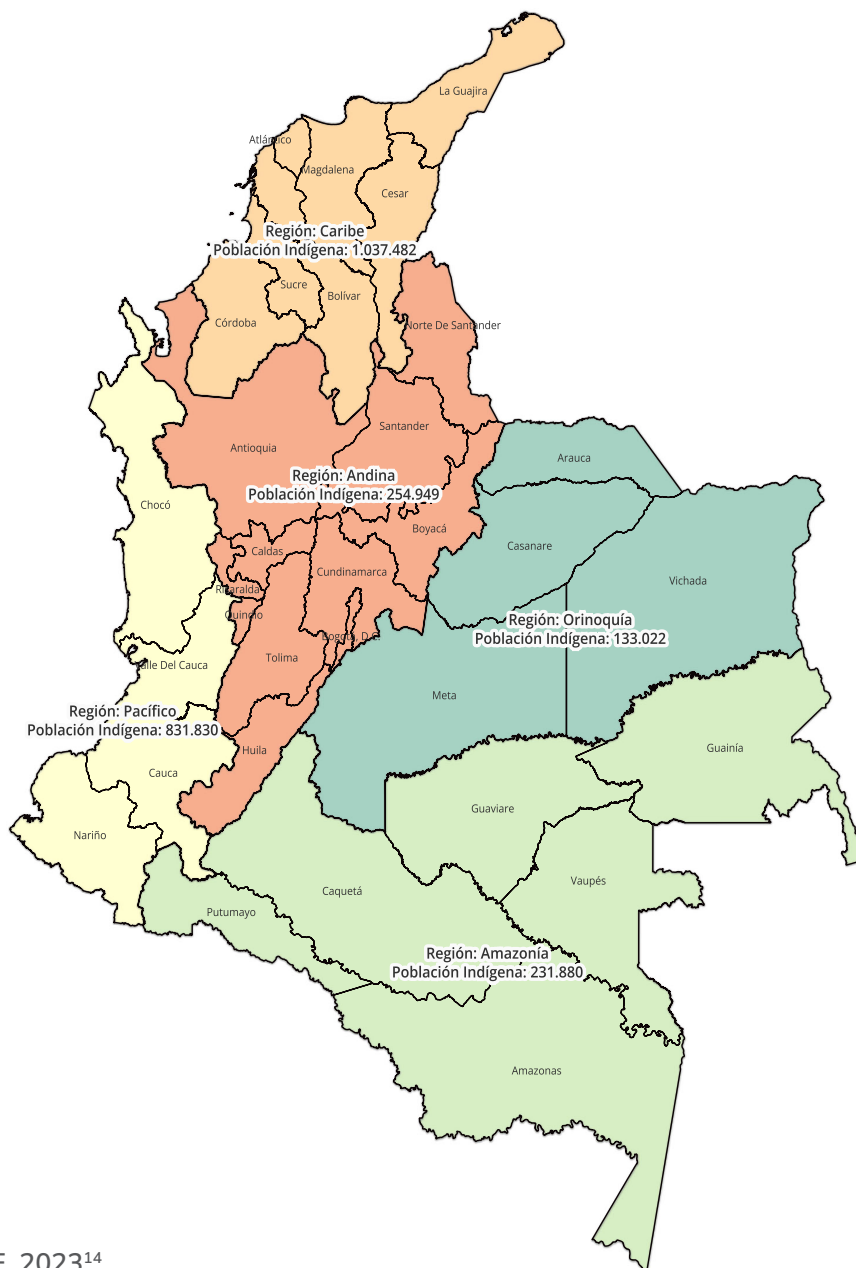 La Guajira
Atlántico
Magdalena
Cesar
Región: Caribe
Población Indígena: 1.037.482
Sucre
Bolívar
Córdoba
Norte De Santander
Santander
Antioquia
Arauca
Región: Andina
Población Indígena: 254.949
Chocó
Boyacá
Casanare
Caldas
Cundinamarca
Vichada
Risaralda
Quindio
Región: Orinoquía
Población Indígena: 133.022
Bogotá, D.C.
Tolima
Valle Del Cauca
Meta
Región: Pacífico
Población Indígena: 831.830
Huila
Guainía
Cauca
Guaviare
Nariño
Vaupés
Caquetá
Putumayo
Región: Amazonía
Población Indígena: 231.880
Amazonas
2023¹⁴